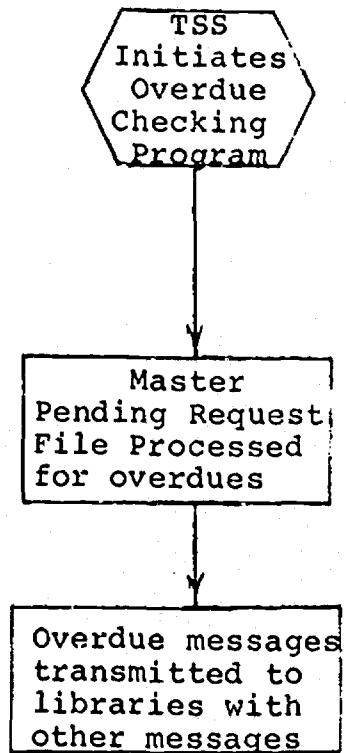 TSS
Initiates
Overdue
Checking
Program
Master
Pending Request
File Processed
for overdues
Overdue messages
transmitted to
libraries with
other messages